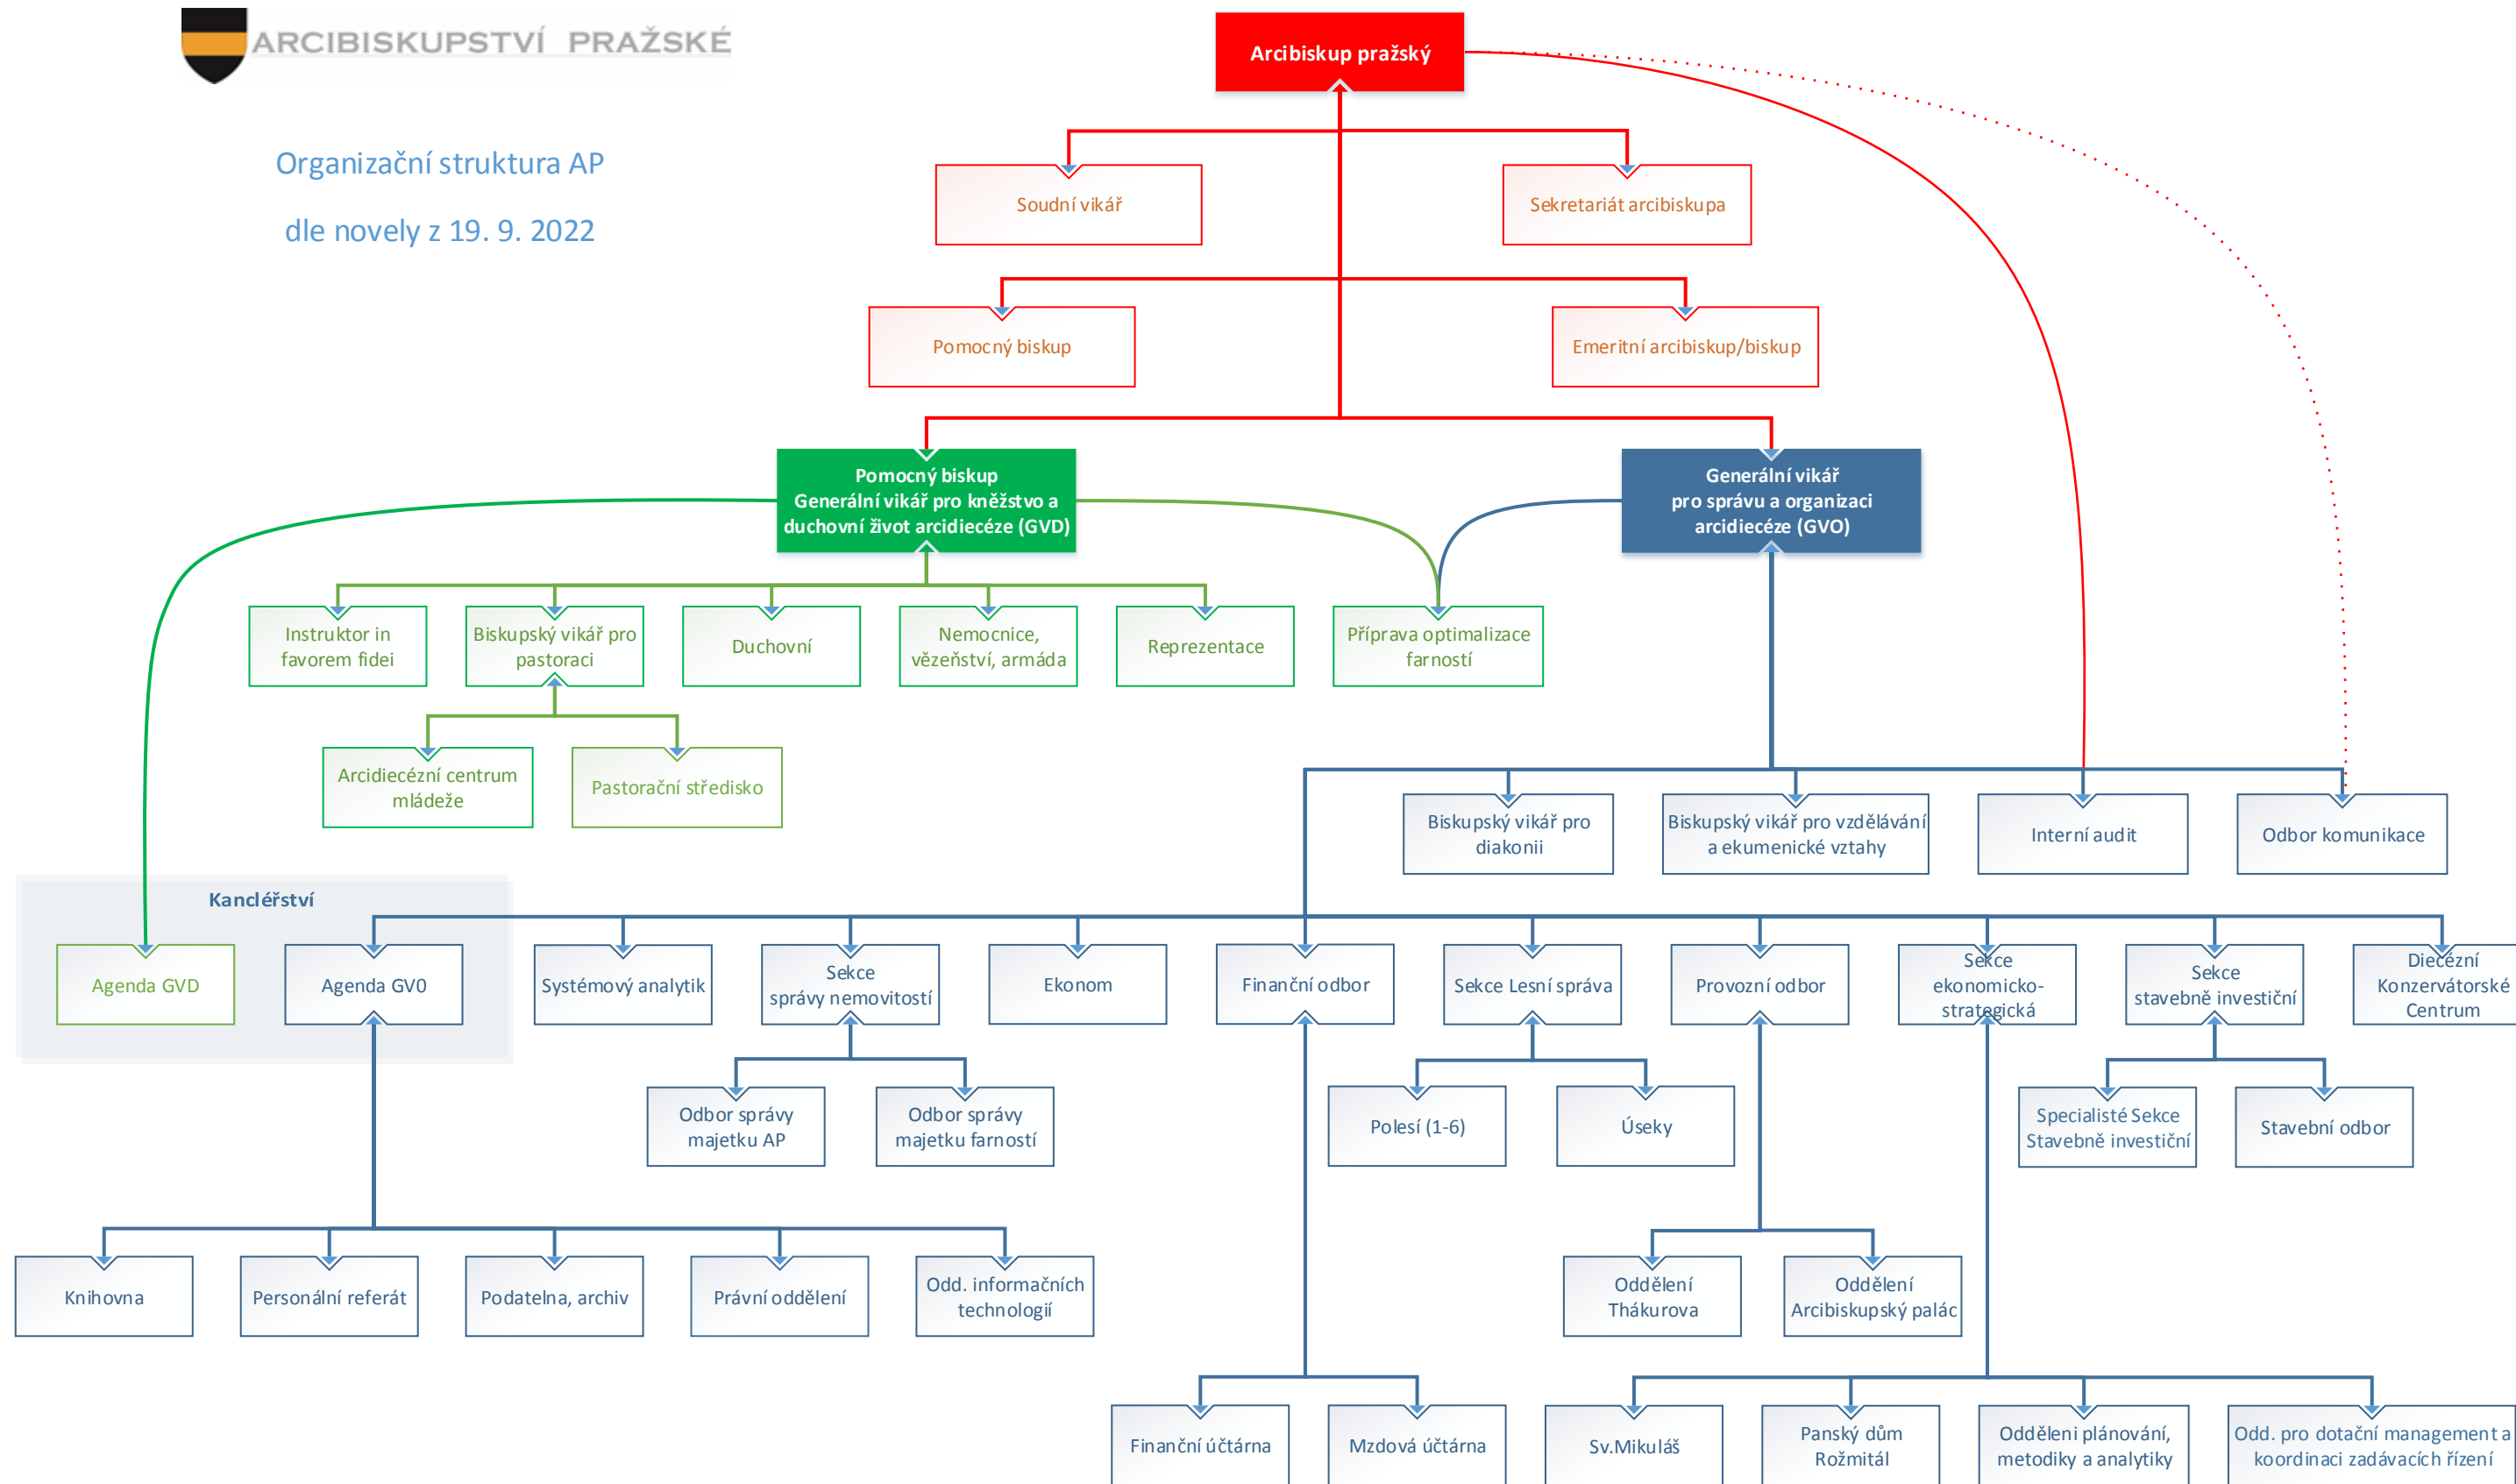 ARCIBISKUPSTVÍ PRAŽSKÉ
Organizační struktura AP
dle novely z 19. 9. 2022
Arcibiskup pražský
Soudní vikář
Sekretariát arcibiskupa
Pomocný biskup
Emeritní arcibiskup/biskup
Pomocný biskup
Generální vikář pro kněžstvo a
duchovní život arcidiecéze (GVD)
Generální vikář
pro správu a organizaci
arcidiecéze (GVO)
Instruktor in
favorem fidei
Biskupský vikář pro
pastoraci
Duchovní
Nemocnice,
vězeňství, armáda
Reprezentace
Příprava optimalizace
farností
Arcidiecézní centrum
mládeže
Pastorační středisko
Biskupský vikář pro
diakonii
Biskupský vikář pro vzdělávání
a ekumenické vztahy
Interní audit
Odbor komunikace
Kancléřství
Agenda GVD
Agenda GV0
Systémový analytik
Sekce
správy nemovitostí
Ekonom
Finanční odbor
Sekce Lesní správa
Provozní odbor
Sekce
ekonomicko-
strategická
Sekce
stavebně investiční
Diecézní
Konzervátorské
Centrum
Odbor správy
majetku AP
Odbor správy
majetku farností
Polesí (1-6)
Úseky
Specialisté Sekce
Stavebně investiční
Stavební odbor
Knihovna
Personální referát
Podatelna, archiv
Právní oddělení
Odd. informačních
technologií
Oddělení
Thákurova
Oddělení
Arcibiskupský palác
Finanční účtárna
Mzdová účtárna
Sv.Mikuláš
Panský dům
Rožmitál
Odděleni plánování,
metodiky a analytiky
Odd. pro dotační management a
koordinaci zadávacích řízení